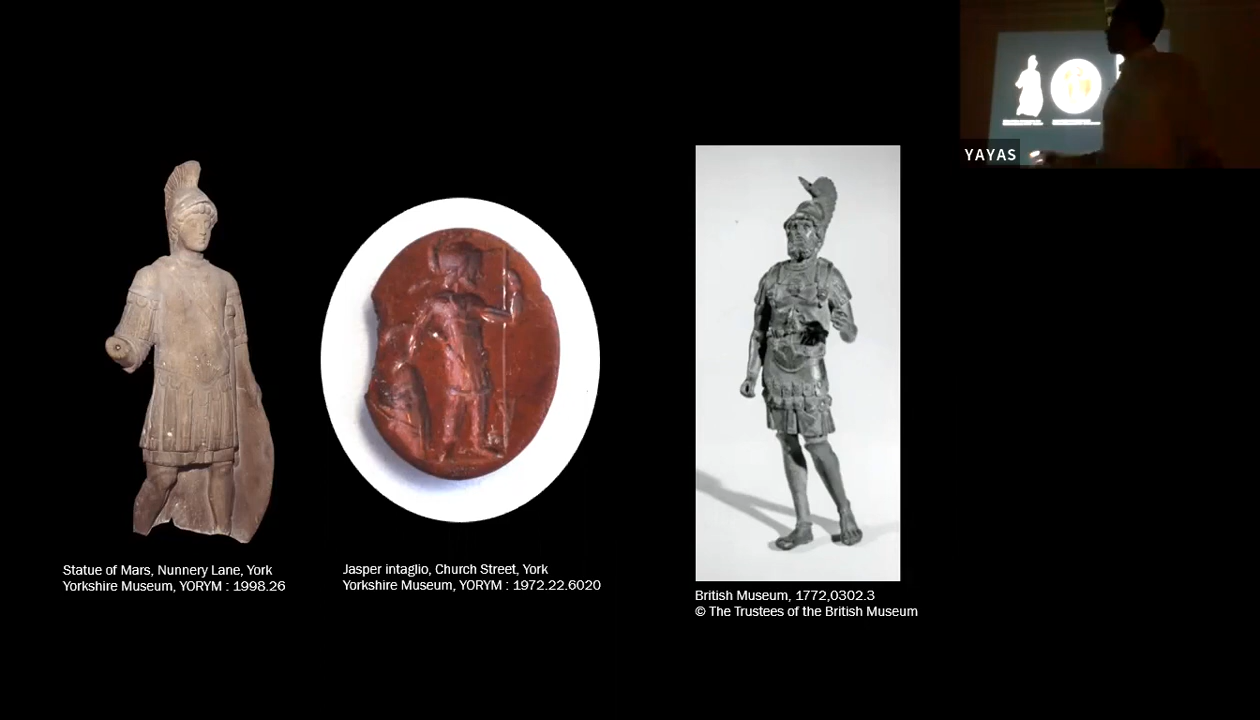 YAYAS
Statue of Mars, Nunnery Lane, York
Yorkshire Museum, YORYM : 1998.26
Jasper intaglio, Church Street, York
Yorkshire Museum, YORYM : 1972.22.6020
British Museum, 1772,0302.3
© The Trustees of the British Museum